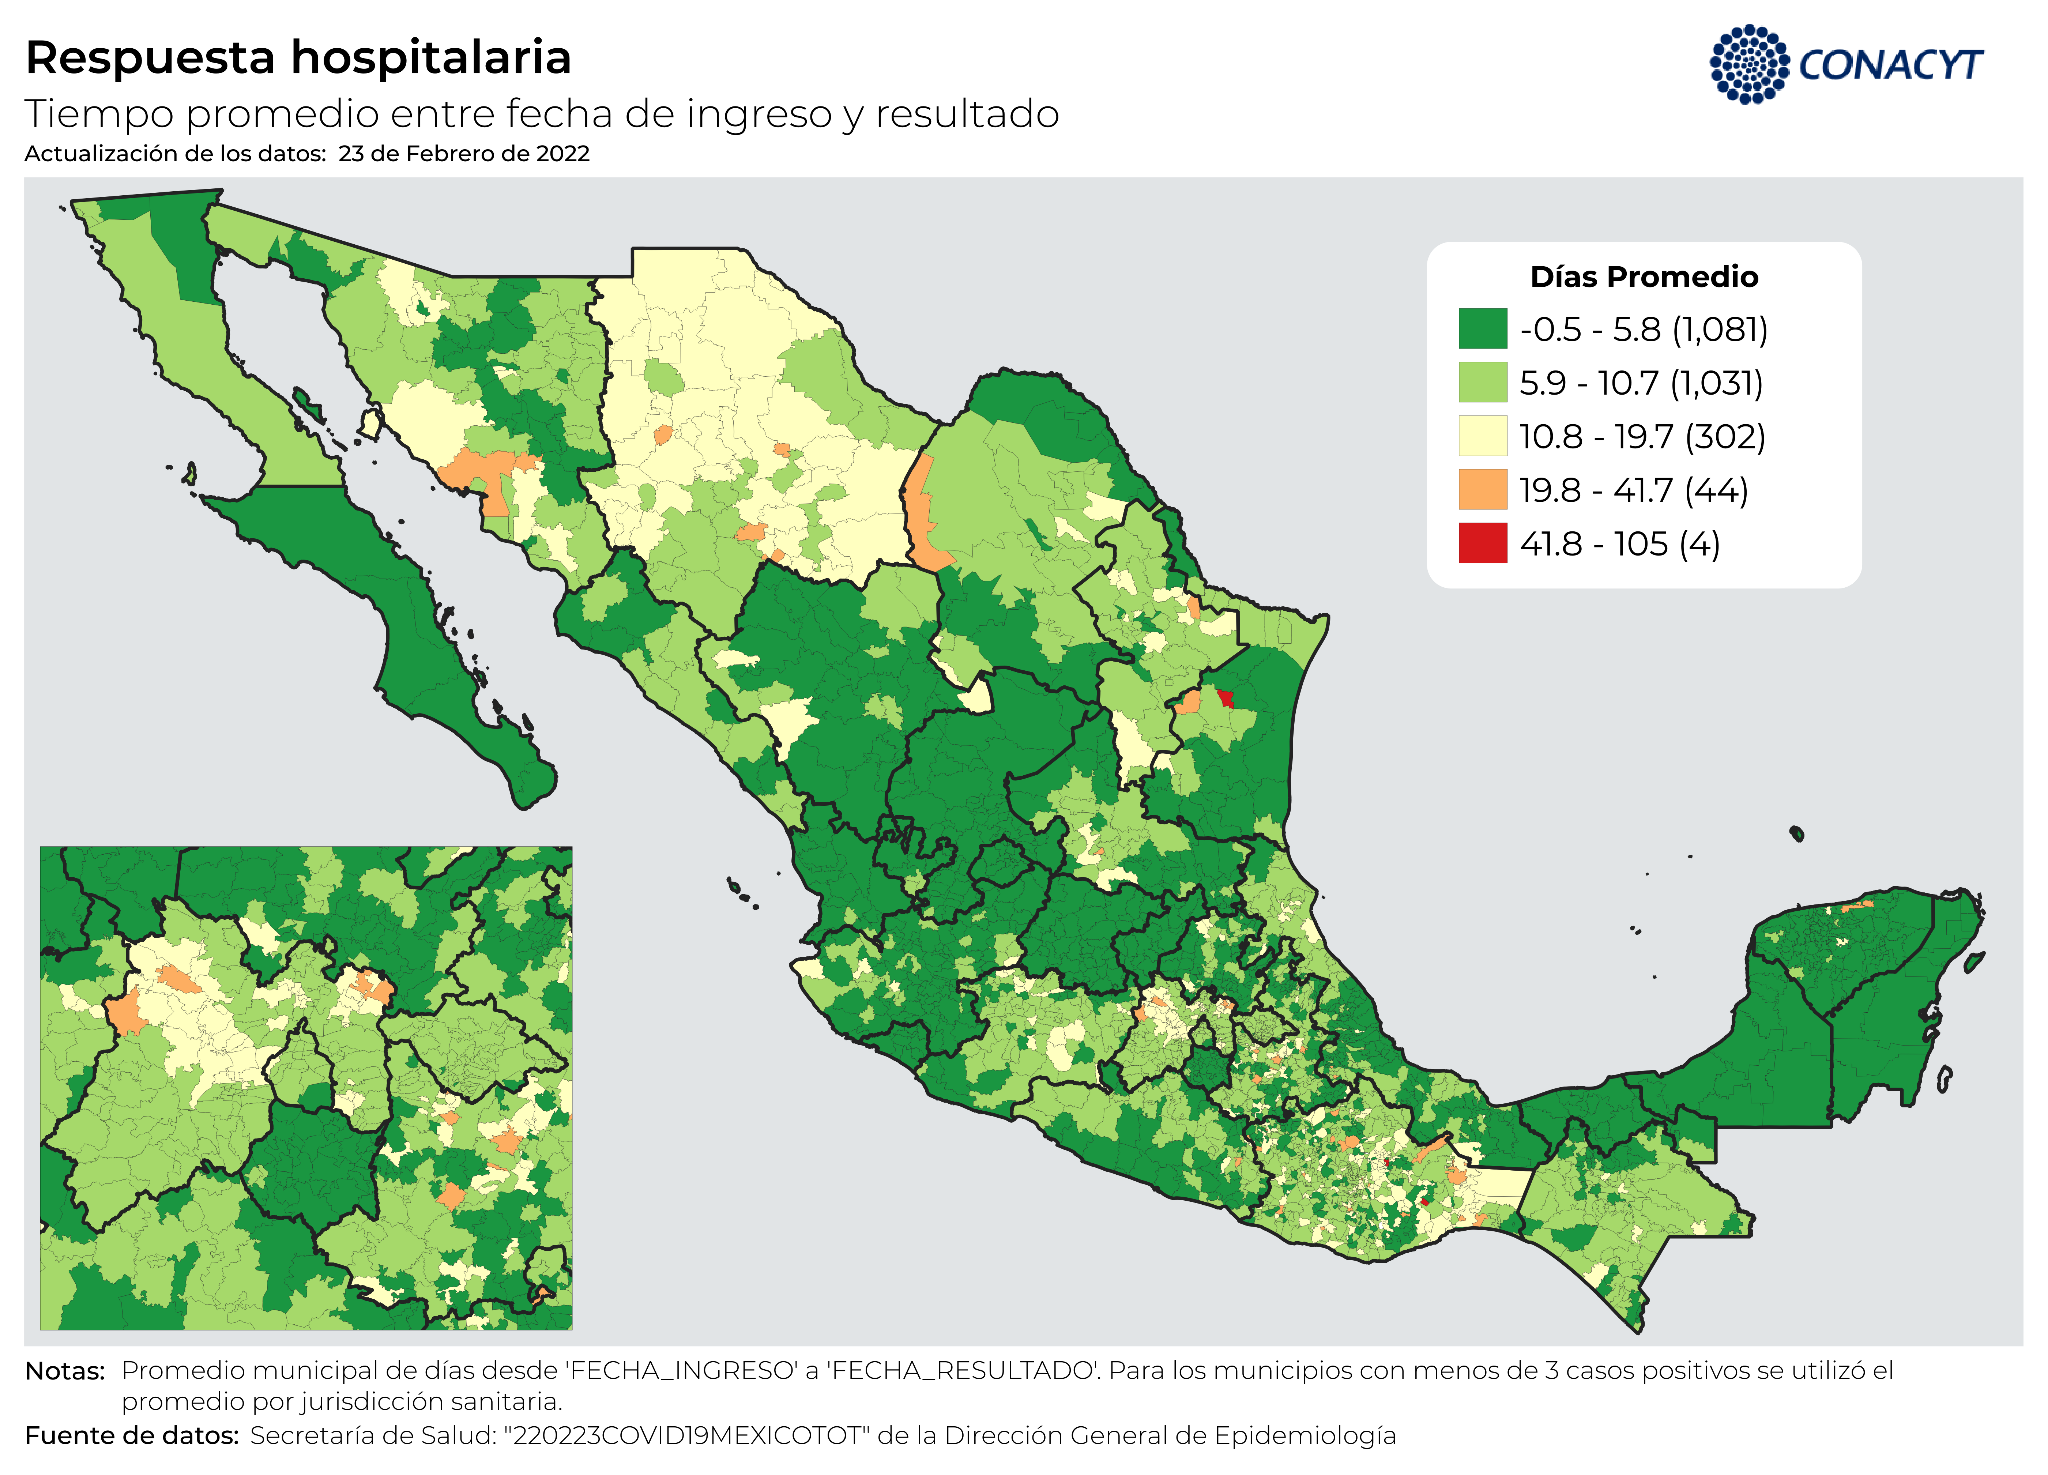 Respuesta hospitalaria
Tiempo promedio entre fecha de ingreso y resultado
Actualización de los datos: 23 de Febrero de 2022
CONACYT
Días Promedio
-0.5 - 5.8 (1,081)
5.9 - 10.7 (1,031)
10.8 - 19.7 (302)
19.8 - 41.7 (44)
41.8 - 105 (4)
Notas: Promedio municipal de días desde 'FECHA_INGRESO' a 'FECHA_RESULTADO'. Para los municipios con menos de 3 casos positivos se utilizó el
promedio por jurisdicción sanitaria.
Fuente de datos: Secretaría de Salud: "220223COVID19MEXICOTOT" de la Dirección General de Epidemiología